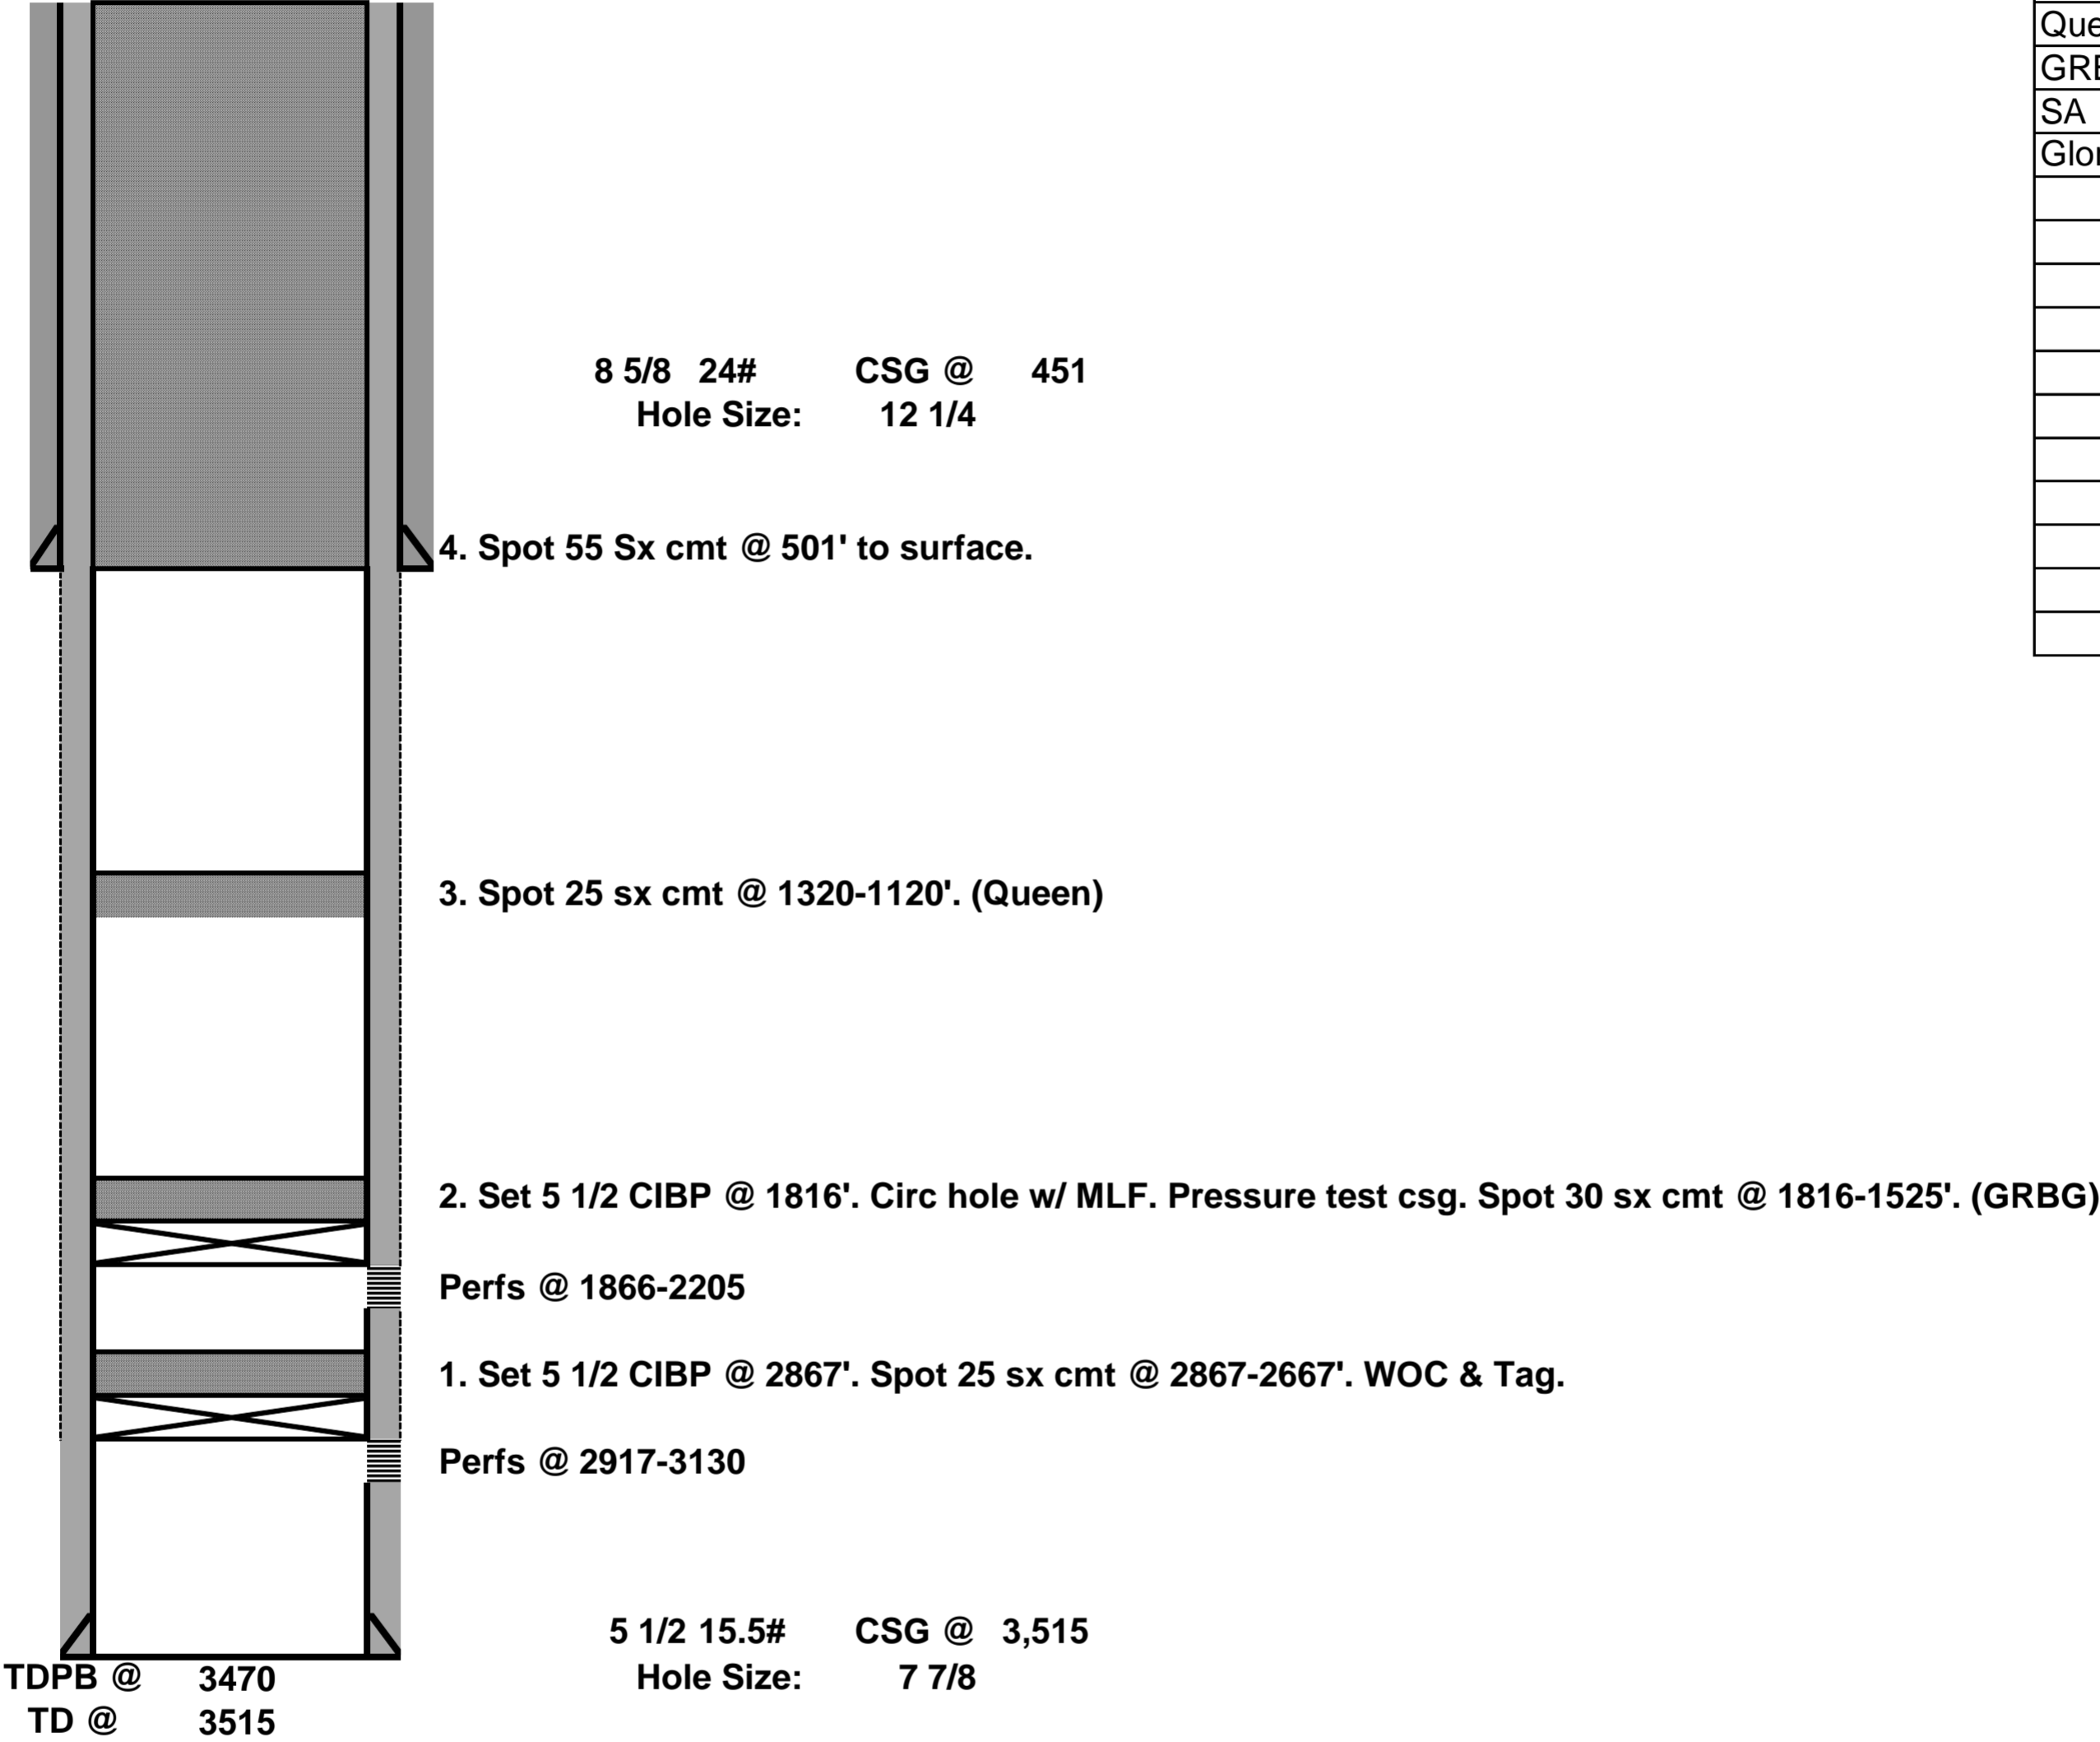 SA
8 5/8 24# CSG @ 451
Hole Size: 12 1/4
4. Spot 55 Sx cmt @ 501' to surface.
3. Spot 25 sx cmt @ 1320-1120'. (Queen)
2. Set 5 1/2 CIBP @ 1816'. Circ hole w/ MLF. Pressure test csg. Spot 30 sx cmt @ 1816-1525'. (GRBG)
Perfs @ 1866-2205
1. Set 5 1/2 CIBP @ 2867'. Spot 25 sx cmt @ 2867-2667'. WOC & Tag.
Perfs @ 2917-3130
5 1/2 15.5# CSG @ 3,515
Hole Size: 7 7/8
TDPB @ 3470
TD @ 3515